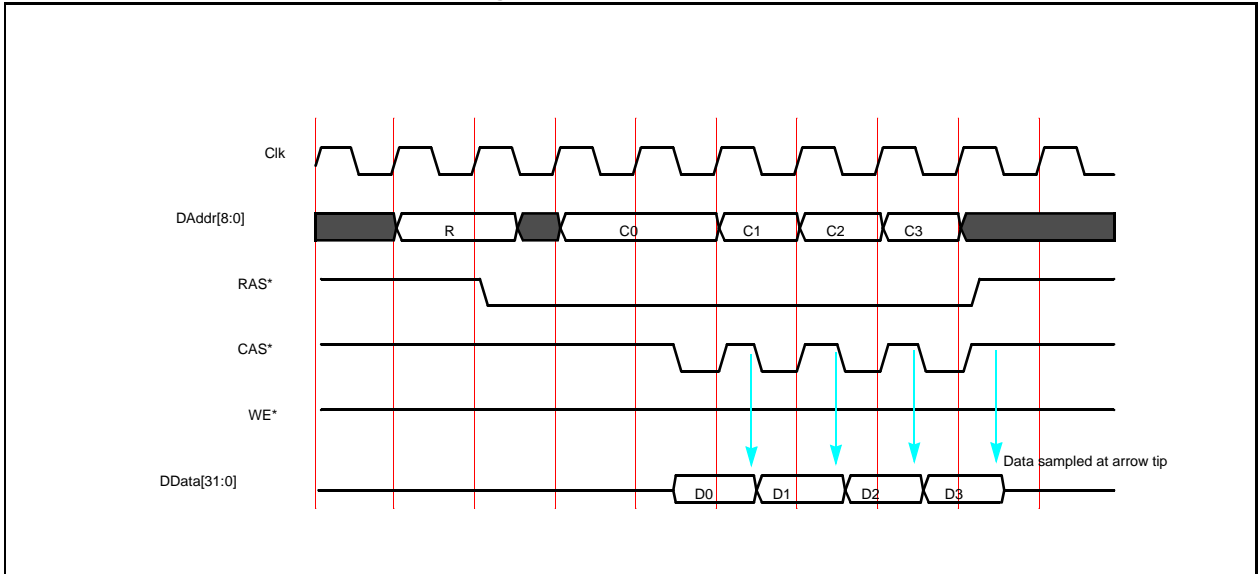 Clk
DAddr[8:0]
R
C0
C1
C2
C3
RAS*
CAS*
WE*
Data sampled at arrow tip
DData[31:0]
D0
D1
D2
D3